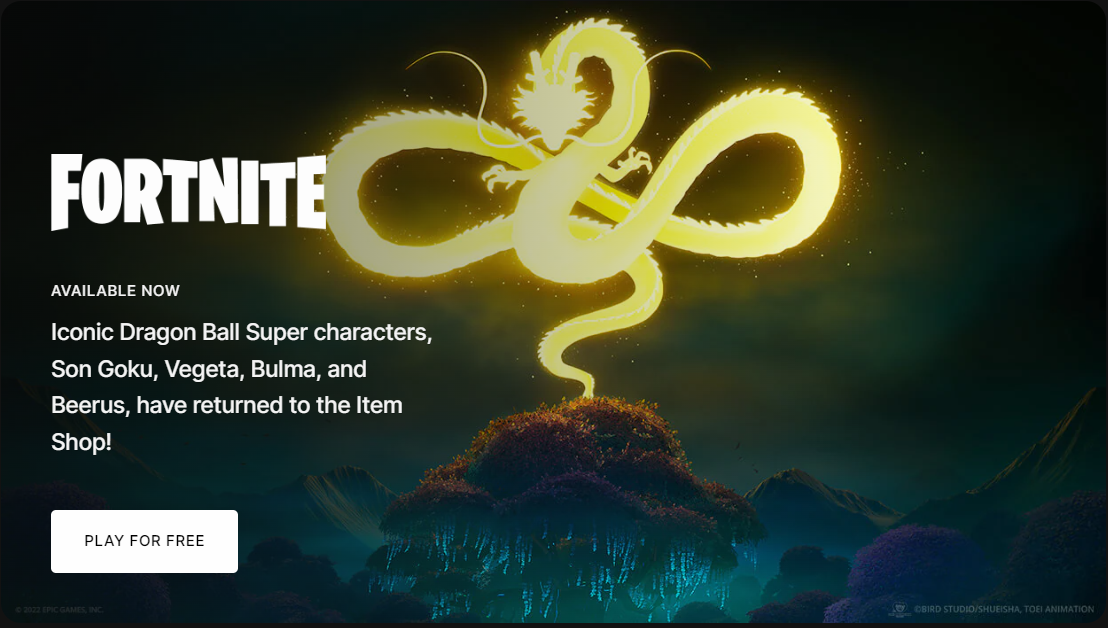 FORTNITE
AVAILABLE NOW
Iconic Dragon Ball Super characters,
Son Goku, Vegeta, Bulma, and
Beerus, have returned to the Item
Shop!
PLAY FOR FREE
© 2022 EPIC GAMES, INC.
©BIRD STUDIO/SHUEISHA, TOEI ANIMATION